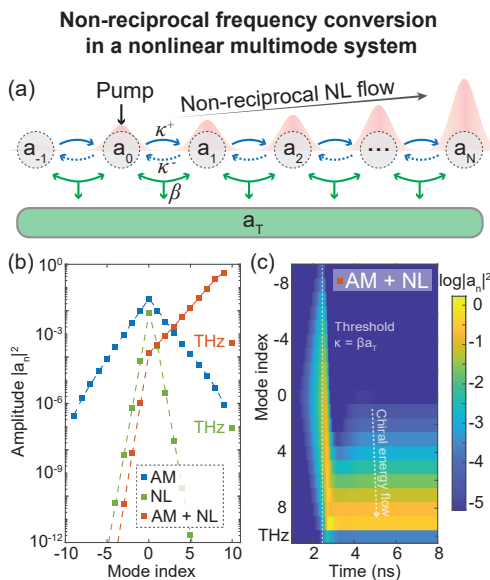 Non-reciprocal frequency conversion
in a nonlinear multimode system
(a)
Pump
Non-reciprocal NL flow
κ+
κ-
β
a-1
a0
a1
a2
...
aN
aT
(b)
Amplitude |an|²
10^0
10^-3
10^-6
10^-9
10^-12
THz
THz
AM
NL
AM + NL
-10
-5
0
5
10
Mode index
(c)
AM + NL
log|an|²
Threshold
κ = βaT
Chiral energy flow
Mode index
-8
-4
0
4
8
THz
2
4
6
8
Time (ns)
0
-1
-2
-3
-4
-5